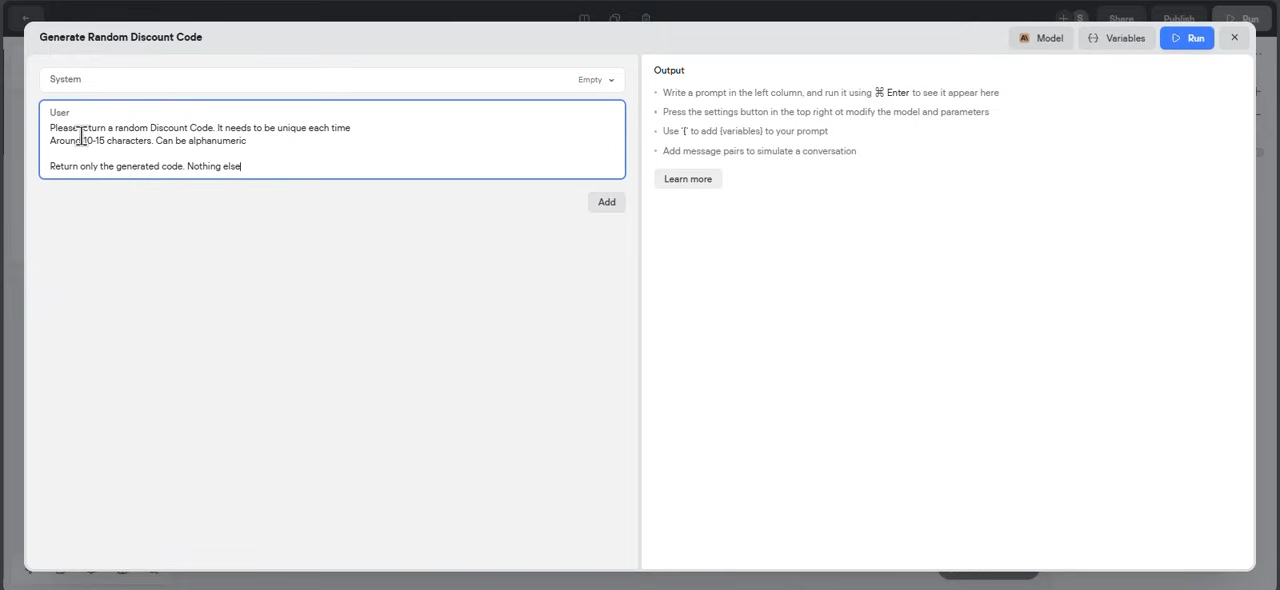 Share
Publish
Run
Generate Random Discount Code
Model
Variables
Run
System
Empty
User
Please return a random Discount Code. It needs to be unique each time
Around 10-15 characters. Can be alphanumeric
Return only the generated code. Nothing else
Add
Output
• Write a prompt in the left column, and run it using ⌘ Enter to see it appear here
• Press the settings button in the top right ot modify the model and parameters
• Use '{' to add {variables} to your prompt
• Add message pairs to simulate a conversation
Learn more